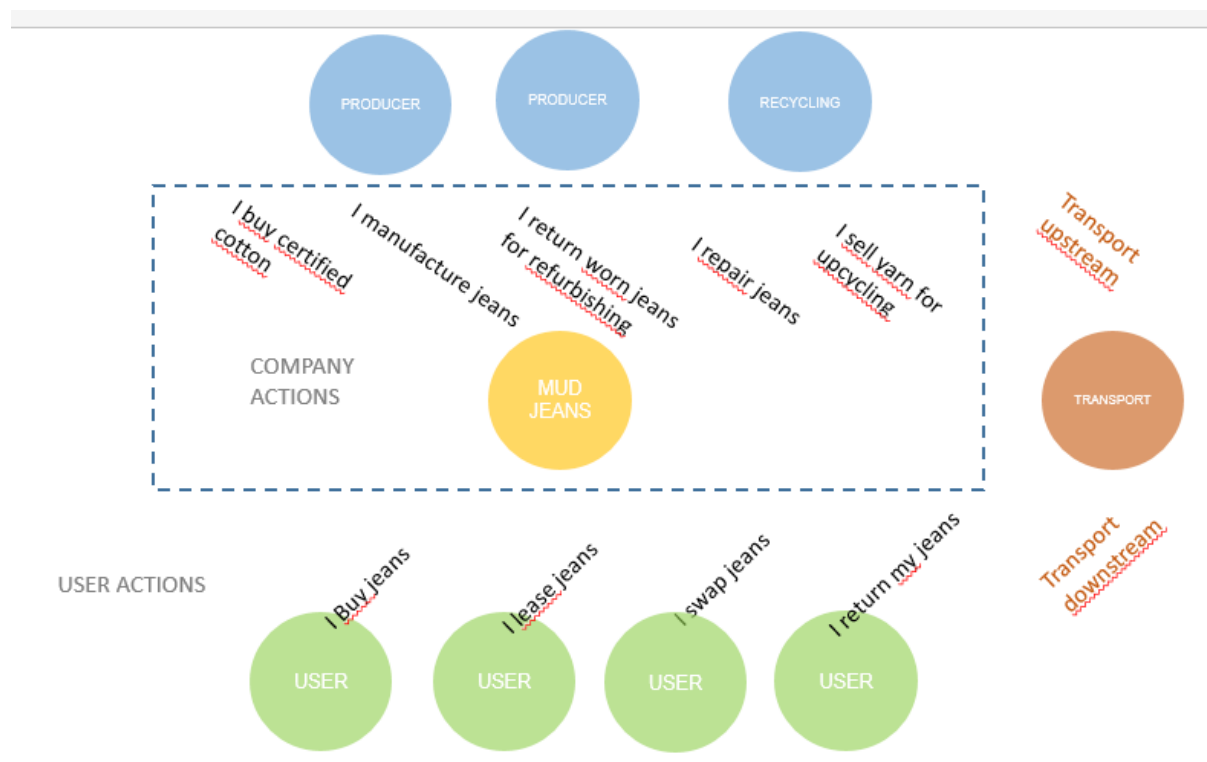 PRODUCER
PRODUCER
RECYCLING
I buy certified
cotton
I manufacture jeans
I return worn jeans
for refurbishing
I repair jeans
I sell yarn for
upcycling
Transport
upstream
COMPANY
ACTIONS
MUD
JEANS
TRANSPORT
USER ACTIONS
I Buy jeans
I lease jeans
I swap jeans
I return my jeans
Transport
downstream
USER
USER
USER
USER